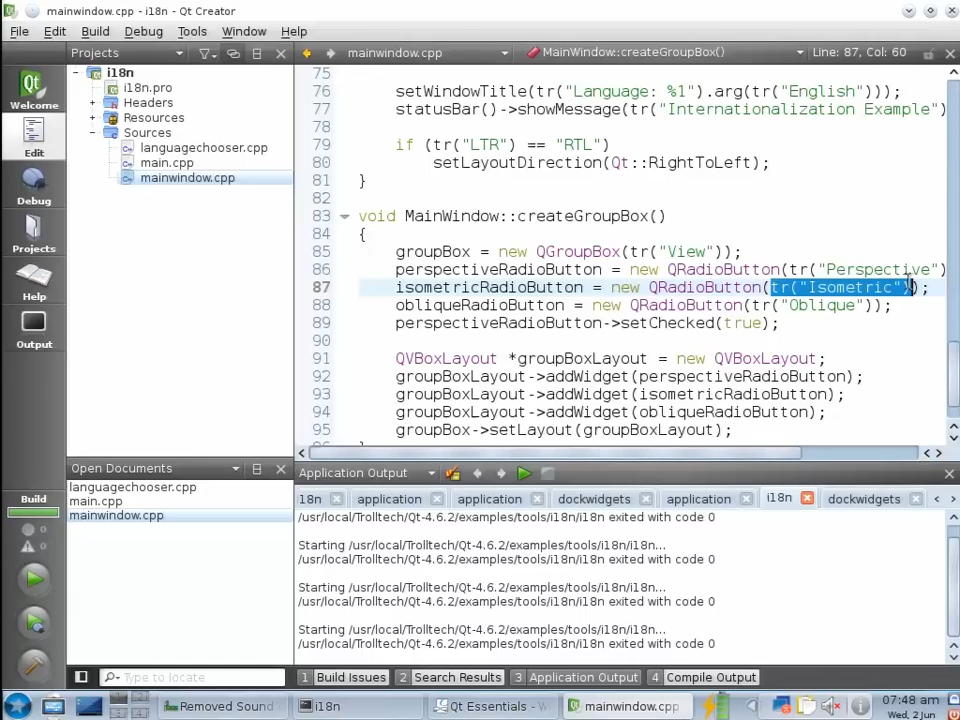 mainwindow.cpp - i18n - Qt Creator
File Edit Build Debug Tools Window Help
Projects
mainwindow.cpp
MainWindow::createGroupBox()
Line: 87, Col: 60
Welcome
Edit
Debug
Projects
Help
Output
i18n
i18n.pro
Headers
Resources
Sources
languagechooser.cpp
main.cpp
mainwindow.cpp
75
76 setWindowTitle(tr("Language: %1").arg(tr("English")));
77 statusBar()->showMessage(tr("Internationalization Example")
78
79 if (tr("LTR") == "RTL")
80 setLayoutDirection(Qt::RightToLeft);
81 }
82
83 void MainWindow::createGroupBox()
84 {
85 groupBox = new QGroupBox(tr("View"));
86 perspectiveRadioButton = new QRadioButton(tr("Perspective")
87 isometricRadioButton = new QRadioButton(tr("Isometric"));
88 obliqueRadioButton = new QRadioButton(tr("Oblique"));
89 perspectiveRadioButton->setChecked(true);
90
91 QVBoxLayout *groupBoxLayout = new QVBoxLayout;
92 groupBoxLayout->addWidget(perspectiveRadioButton);
93 groupBoxLayout->addWidget(isometricRadioButton);
94 groupBoxLayout->addWidget(obliqueRadioButton);
95 groupBox->setLayout(groupBoxLayout);
Open Documents
languagechooser.cpp
main.cpp
mainwindow.cpp
Build
Application Output
i18n application application dockwidgets application i18n dockwidgets
/usr/local/Trolltech/Qt-4.6.2/examples/tools/i18n/i18n exited with code 0
Starting /usr/local/Trolltech/Qt-4.6.2/examples/tools/i18n/i18n...
/usr/local/Trolltech/Qt-4.6.2/examples/tools/i18n/i18n exited with code 0
Starting /usr/local/Trolltech/Qt-4.6.2/examples/tools/i18n/i18n...
/usr/local/Trolltech/Qt-4.6.2/examples/tools/i18n/i18n exited with code 0
Starting /usr/local/Trolltech/Qt-4.6.2/examples/tools/i18n/i18n...
/usr/local/Trolltech/Qt-4.6.2/examples/tools/i18n/i18n exited with code 0
Type to locate
1 Build Issues 2 Search Results 3 Application Output 4 Compile Output
Removed Sound
i18n
Qt Essentials -
mainwindow.cpp
07:48 am
Wed, 2 Jun